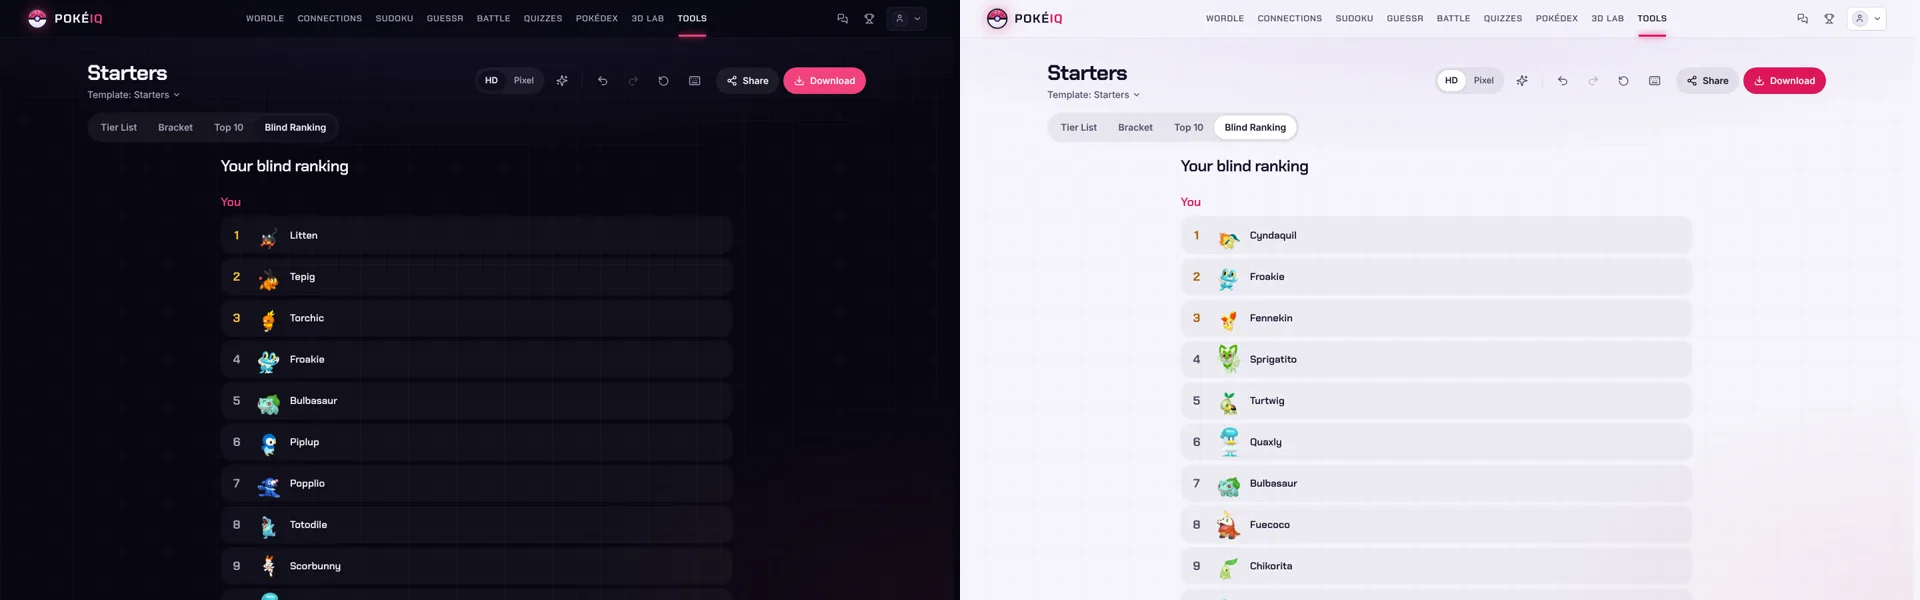 POKÉIQ WORDLE CONNECTIONS SUDOKU GUESSR BATTLE QUIZZES POKÉDEX 3D LAB TOOLS
Starters
Template: Starters
HD Pixel Share Download
Tier List Bracket Top 10 Blind Ranking
Your blind ranking
You
1 Litten
2 Tepig
3 Torchic
4 Froakie
5 Bulbasaur
6 Piplup
7 Popplio
8 Totodile
9 Scorbunny
POKÉIQ WORDLE CONNECTIONS SUDOKU GUESSR BATTLE QUIZZES POKÉDEX 3D LAB TOOLS
Starters
Template: Starters
HD Pixel Share Download
Tier List Bracket Top 10 Blind Ranking
Your blind ranking
You
1 Cyndaquil
2 Froakie
3 Fennekin
4 Sprigatito
5 Turtwig
6 Quaxly
7 Bulbasaur
8 Fuecoco
9 Chikorita